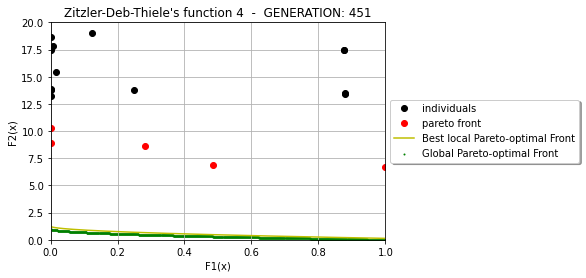 Zitzler-Deb-Thiele's function 4 - GENERATION: 451
20.0
17.5
15.0
12.5
10.0
7.5
5.0
2.5
0.0
F2(x)
0.0 0.2 0.4 0.6 0.8 1.0
F1(x)
individuals
pareto front
Best local Pareto-optimal Front
Global Pareto-optimal Front